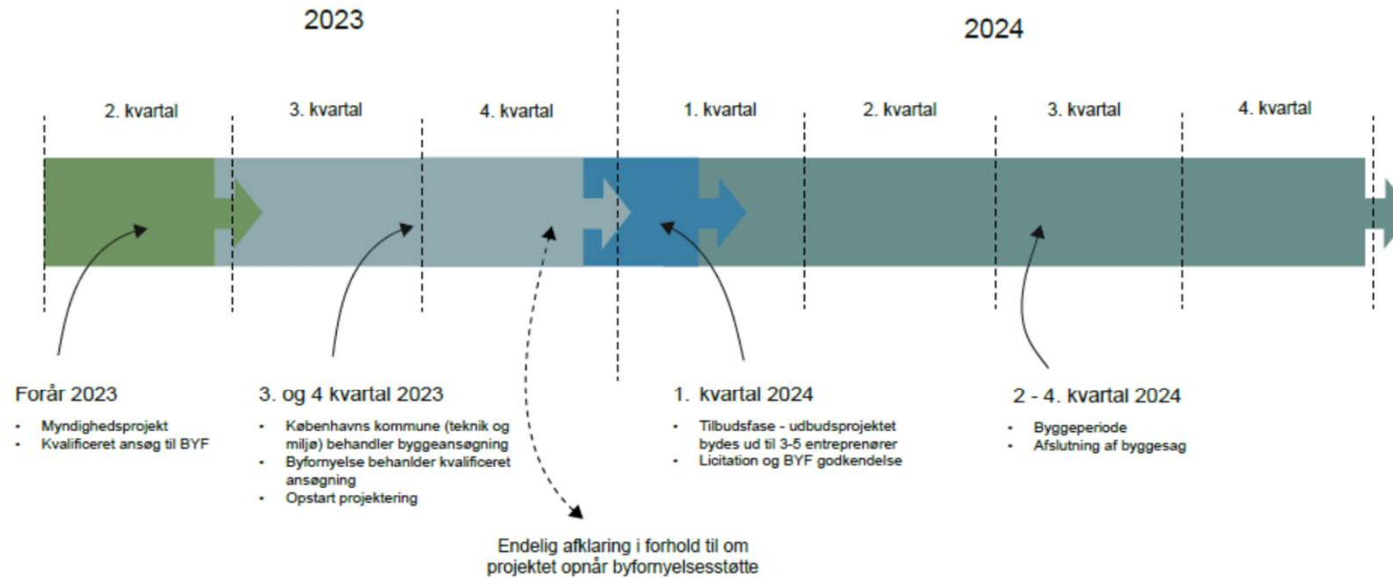 2023
2024
2. kvartal
3. kvartal
4. kvartal
1. kvartal
2. kvartal
3. kvartal
4. kvartal
Forår 2023
• Myndighedsprojekt
• Kvalificeret ansøg til BYF
3. og 4 kvartal 2023
• Københavns kommune (teknik og
miljø) behandler byggeansøgning
• Byfornyelse behanlder kvalificeret
ansøgning
• Opstart projektering
1. kvartal 2024
• Tilbudsfase - udbudsprojektet
bydes ud til 3-5 entreprenører
• Licitation og BYF godkendelse
2 - 4. kvartal 2024
• Byggeperiode
• Afslutning af byggesag
Endelig afklaring i forhold til om
projektet opnår byfornyelsesstøtte